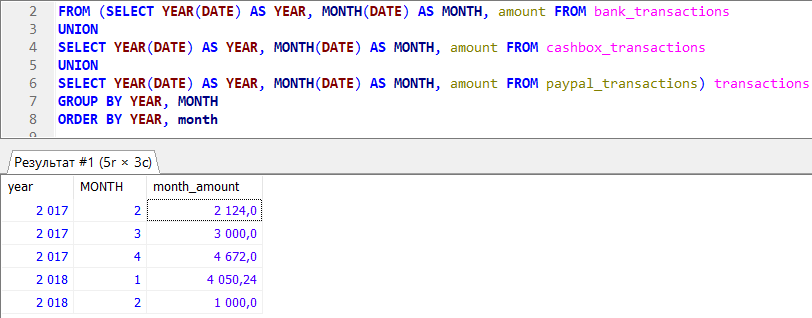 2 FROM (SELECT YEAR(DATE) AS YEAR, MONTH(DATE) AS MONTH, amount FROM bank_transactions
3 UNION
4 SELECT YEAR(DATE) AS YEAR, MONTH(DATE) AS MONTH, amount FROM cashbox_transactions
5 UNION
6 SELECT YEAR(DATE) AS YEAR, MONTH(DATE) AS MONTH, amount FROM paypal_transactions) transactions
7 GROUP BY YEAR, MONTH
8 ORDER BY YEAR, month
9
Результат #1 (5r × 3c)
year MONTH month_amount
2 017 2 2 124,0
2 017 3 3 000,0
2 017 4 4 672,0
2 018 1 4 050,24
2 018 2 1 000,0